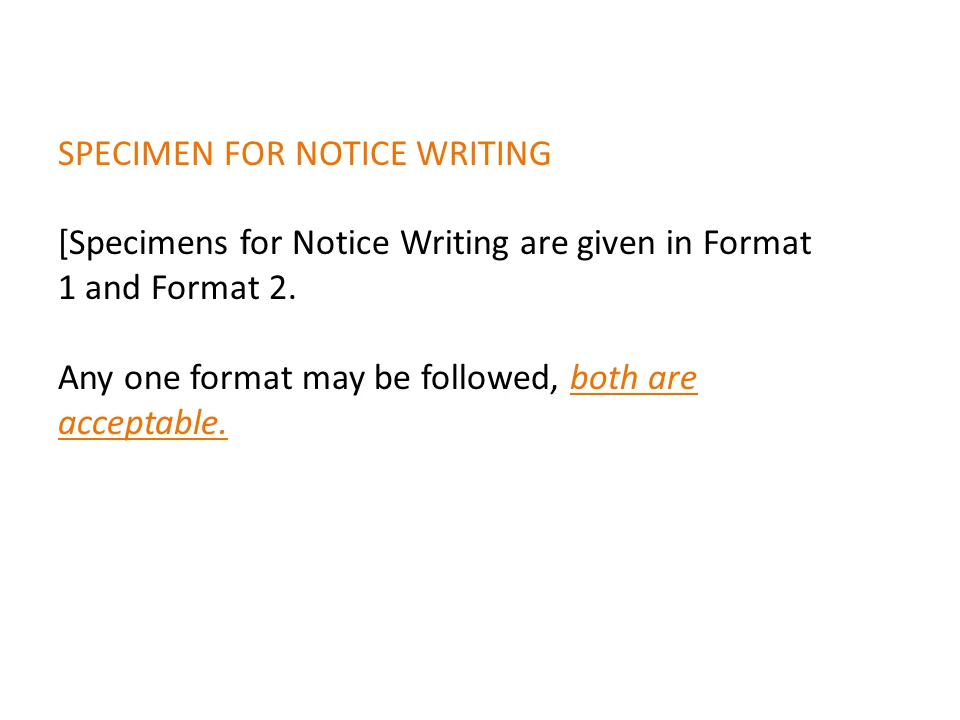 SPECIMEN FOR NOTICE WRITING
[Specimens for Notice Writing are given in Format
1 and Format 2.
Any one format may be followed, both are
acceptable.